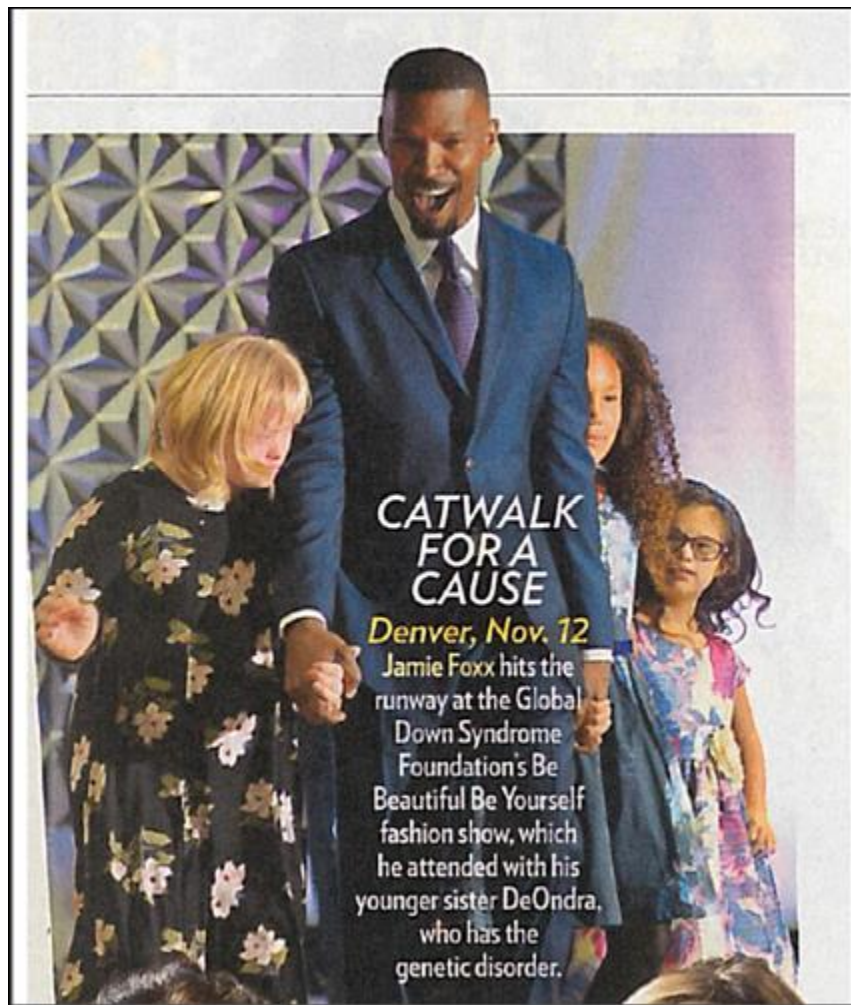 CATWALK
FOR A
CAUSE
Denver, Nov. 12
Jamie Foxx hits the
runway at the Global
Down Syndrome
Foundation's Be
Beautiful Be Yourself
fashion show, which
he attended with his
younger sister DeOndra,
who has the
genetic disorder.